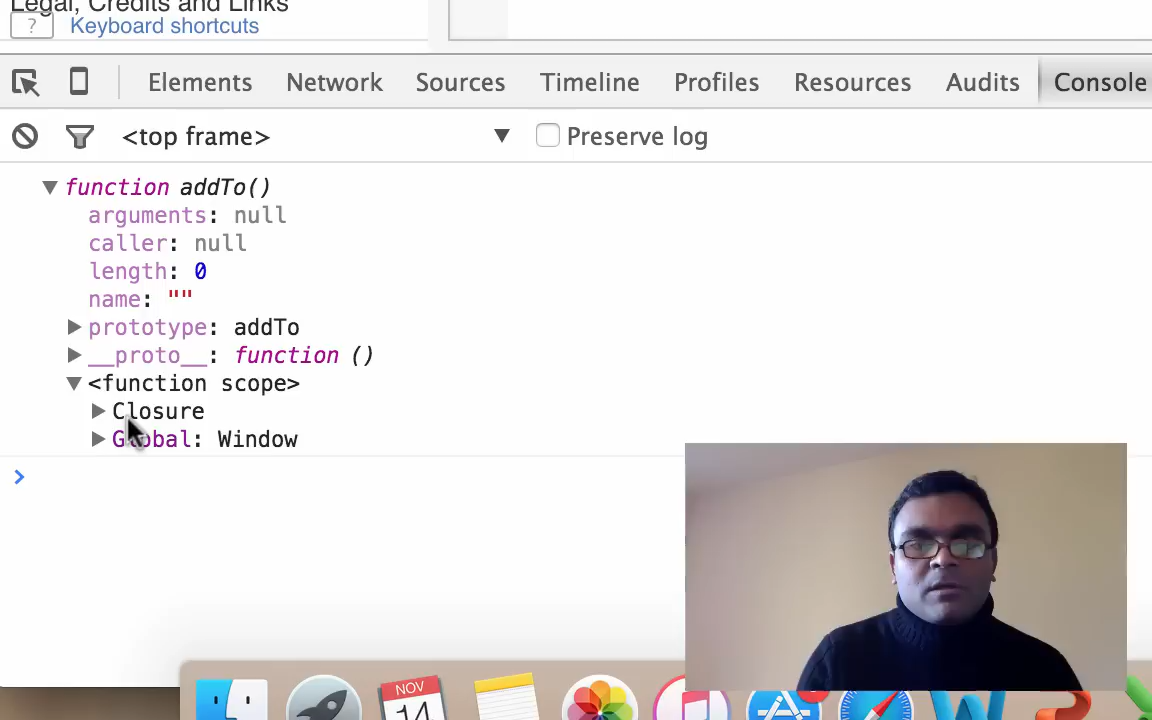 Legal, Credits and Links
? Keyboard shortcuts
Elements Network Sources Timeline Profiles Resources Audits Console
<top frame> ▼ Preserve log
▼ function addTo()
arguments: null
caller: null
length: 0
name: ""
▶ prototype: addTo
▶ __proto__: function ()
▼ <function scope>
▶ Closure
▶ Global: Window
>
NOV
14